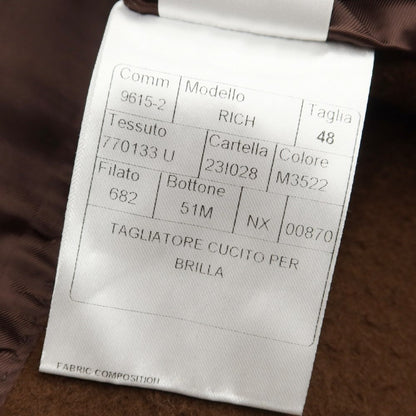 Comm Modello Taglia
9615-2 RICH 48
Tessuto Cartella Colore
770133 U 23I028 M3522
Filato Bottone
682 51M NX 00870
TAGLIATORE CUCITO PER
BRILLA
FABRIC COMPOSITION